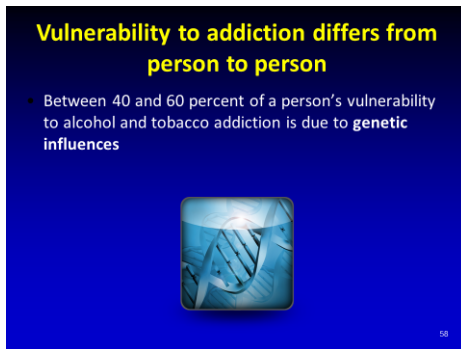 Vulnerability to addiction differs from
person to person
• Between 40 and 60 percent of a person's vulnerability
to alcohol and tobacco addiction is due to genetic
influences
58